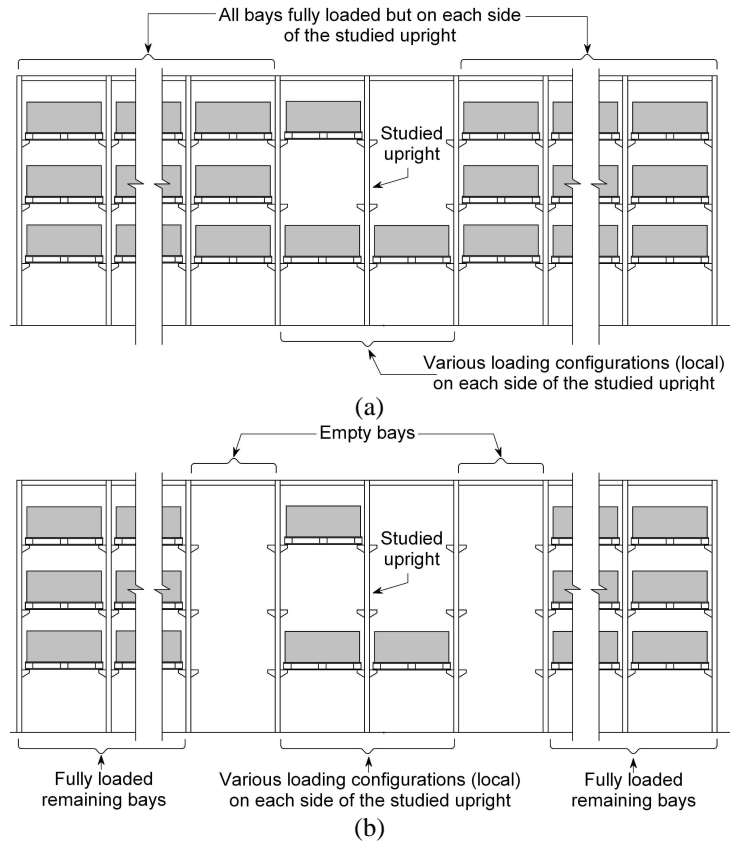 All bays fully loaded but on each side
of the studied upright
Studied
upright
Various loading configurations (local)
on each side of the studied upright
(a)
Empty bays
Studied
upright
Fully loaded
remaining bays
Various loading configurations (local)
on each side of the studied upright
Fully loaded
remaining bays
(b)